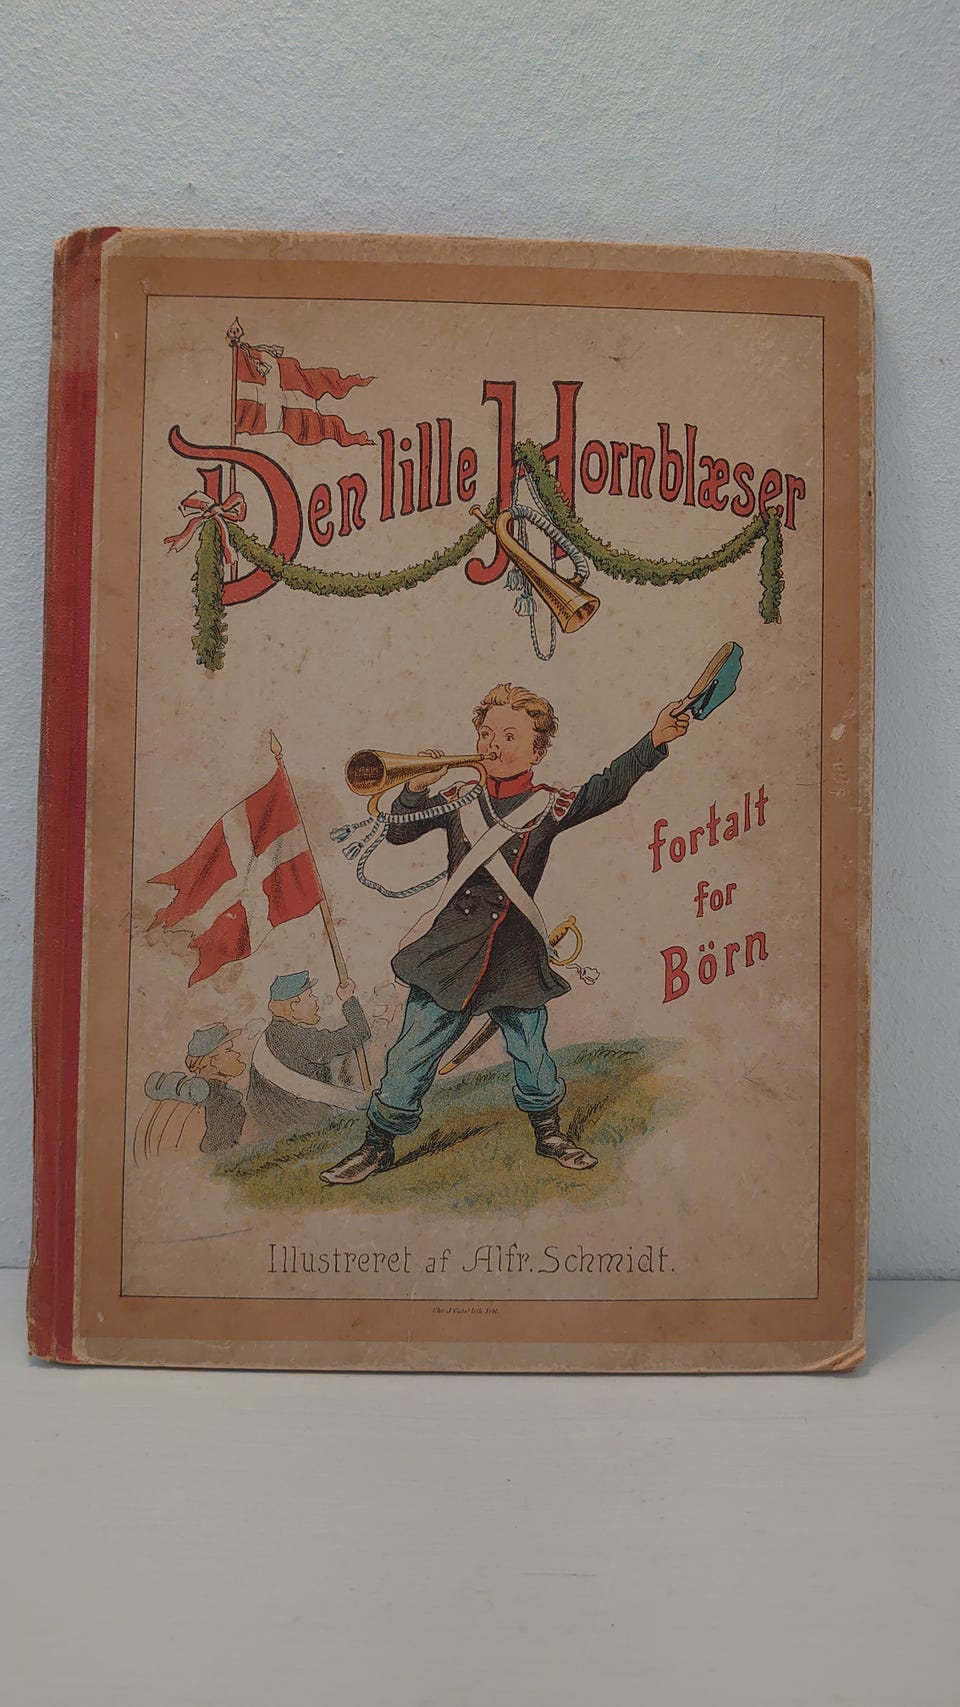 Den lille Hornblæser
fortalt
for
Börn
Illustreret af Alfr. Schmidt.